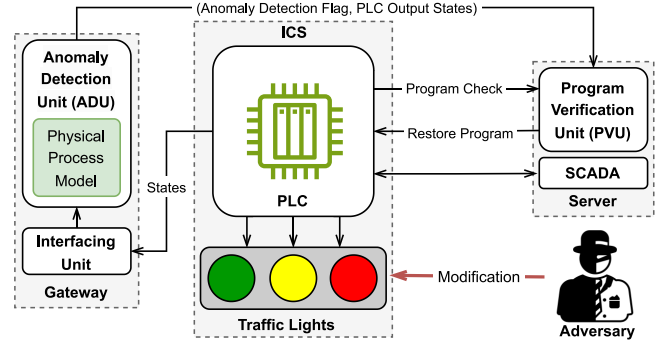 (Anomaly Detection Flag, PLC Output States)
ICS
Anomaly
Detection
Unit (ADU)
Physical
Process
Model
Interfacing
Unit
Gateway
States
PLC
Traffic Lights
Program Check
Restore Program
Program
Verification
Unit (PVU)
SCADA
Server
Modification
Adversary